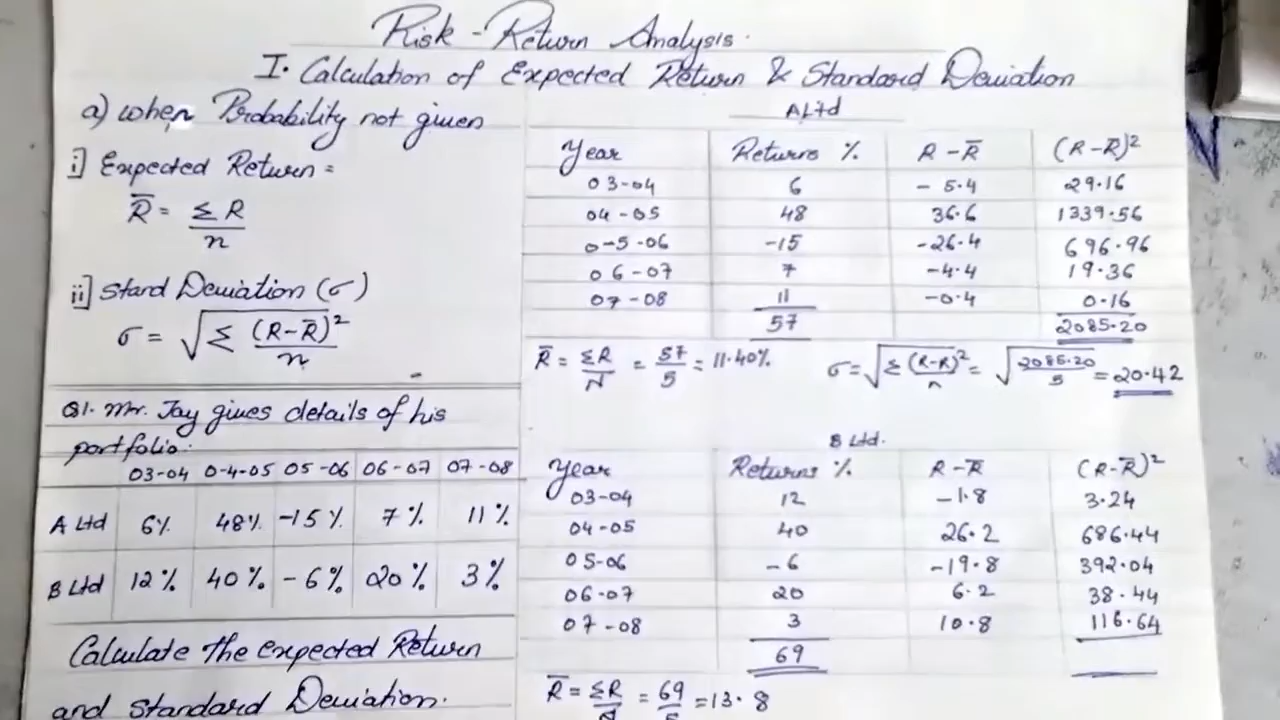 Risk - Return Analysis.
I. Calculation of Expected Return & Standard Deviation
a) when Probability not given
i] Expected Return =
R̅ = ΣR / n
ii] Stand Deviation (σ)
σ = √Σ (R-R̅)² / n
Q1. Mr. Jay gives details of his
portfolio:
03-04 0-4-05 05-06 06-07 07-08
A Ltd 6% 48% -15% 7% 11%
B Ltd 12% 40% -6% 20% 3%
Calculate the expected Return
and Standard Deviation.
A Ltd
Year Returns % R-R̅ (R-R̅)²
03-04 6 -5.4 29.16
04-05 48 36.6 1339.56
0-5-06 -15 -26.4 696.96
06-07 7 -4.4 19.36
07-08 11 -0.4 0.16
57 2085.20
R̅ = ΣR / N = 57 / 5 = 11.40% σ = √Σ (R-R)² / n = √2085.20 / 5 = 20.42
B Ltd.
Year Returns % R-R̅ (R-R̅)²
03-04 12 -1.8 3.24
04-05 40 26.2 686.44
05-06 -6 -19.8 392.04
06-07 20 6.2 38.44
07-08 3 10.8 116.64
69
R̅ = ΣR / N = 69 / 5 = 13.8